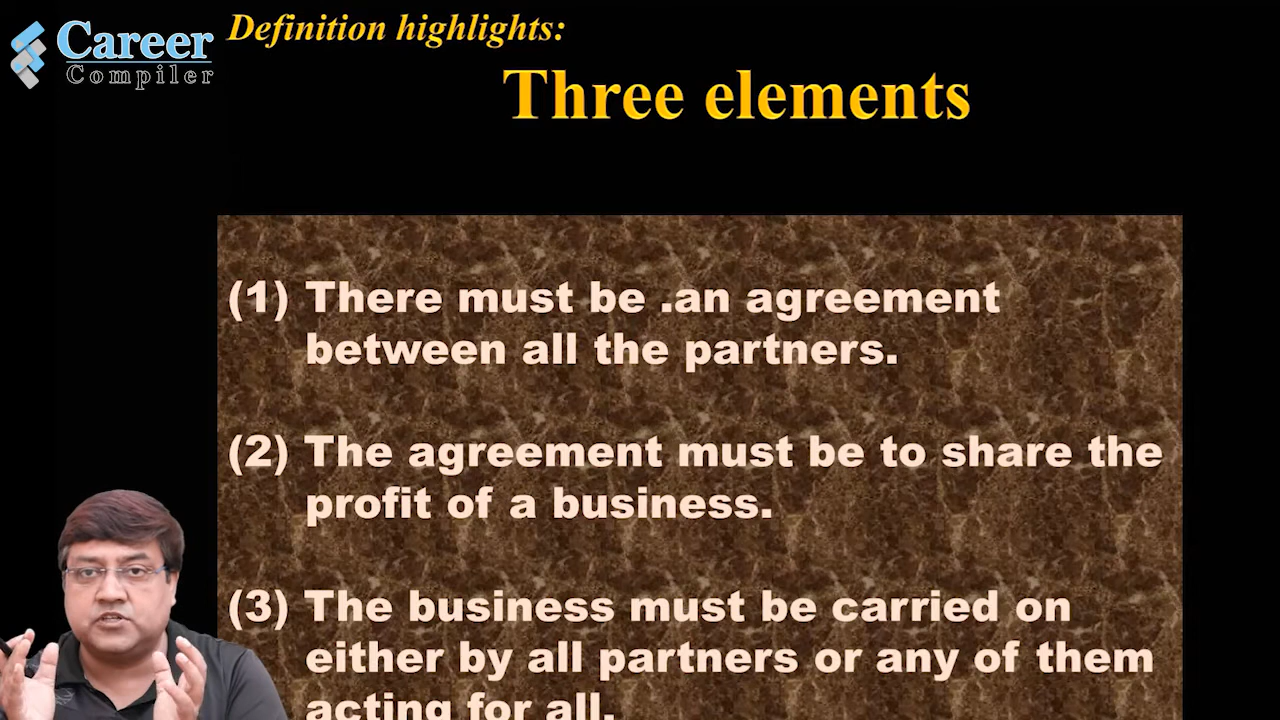 Career
Compiler
Definition highlights:
Three elements
(1) There must be .an agreement
between all the partners.
(2) The agreement must be to share the
profit of a business.
(3) The business must be carried on
either by all partners or any of them
acting for all.